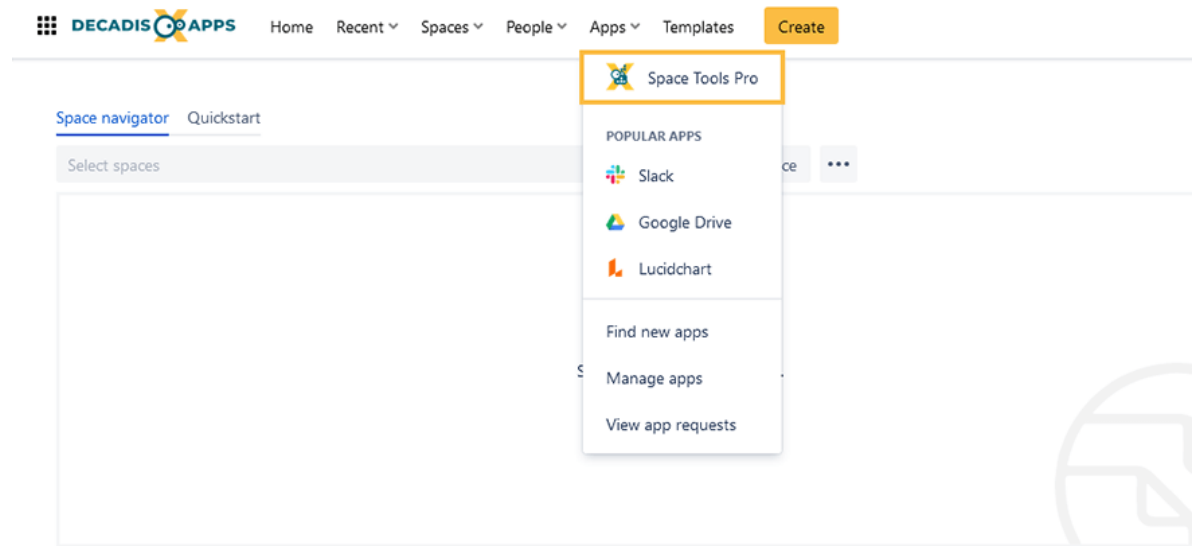 DECADIS APPS Home Recent Spaces People Apps Templates Create
Space Tools Pro
Space navigator Quickstart
POPULAR APPS
Select spaces
ce •••
Slack
Google Drive
Lucidchart
Find new apps
Manage apps
View app requests